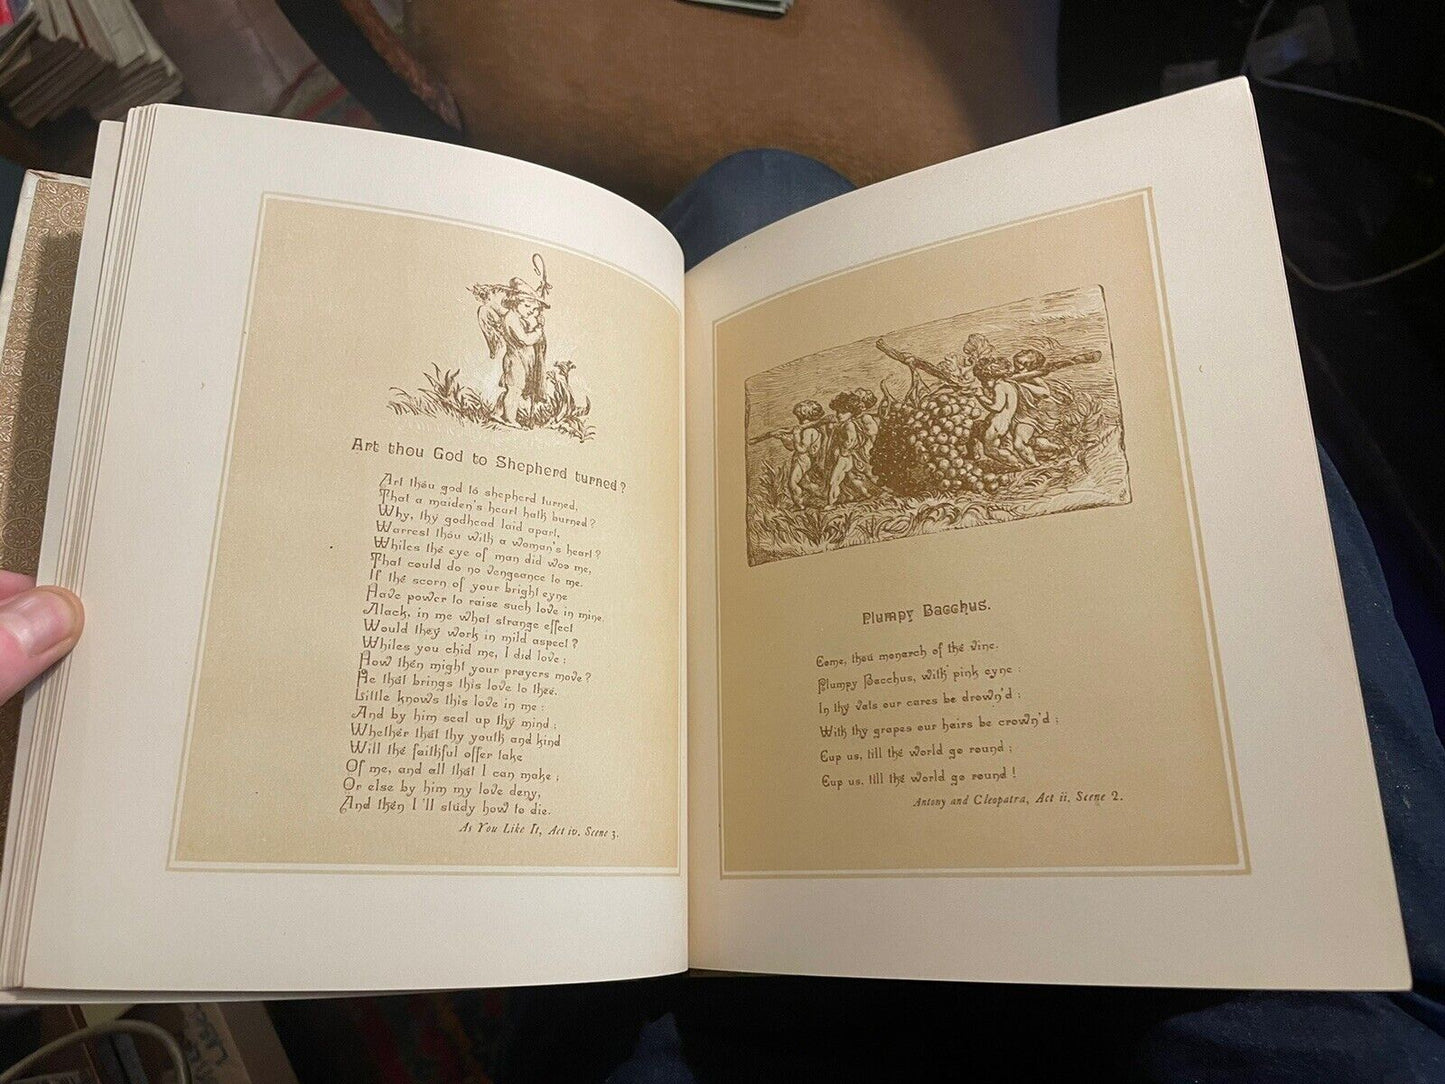 Art thou God to Shepherd turned?
Art thou god to shepherd turned,
That a maiden's heart hath burned?
Why, thy godhead laid apart,
Warrest thou with a woman's heart?
Whiles the eye of man did woo me,
That could do no vengeance to me.
If the scorn of your bright eyne
Have power to raise such love in mine,
Alack, in me what strange effect
Would they work in mild aspect?
Whiles you chid me, I did love;
How then might your prayers move?
He that brings this love to thee,
Little knows this love in me:
And by him seal up thy mind;
Whether that thy youth and kind
Will the faithful offer take
Of me, and all that I can make;
Or else by him my love deny,
And then I'll study how to die.
As You Like It, Act iv. Scene 3.
Plumpy Bacchus.
Come, thou monarch of the vine,
Plumpy Bacchus, with pink eyne:
In thy vats our cares be drown'd;
With thy grapes our hairs be crown'd;
Cup us, till the world go round;
Cup us, till the world go round!
Antony and Cleopatra, Act ii. Scene 2.